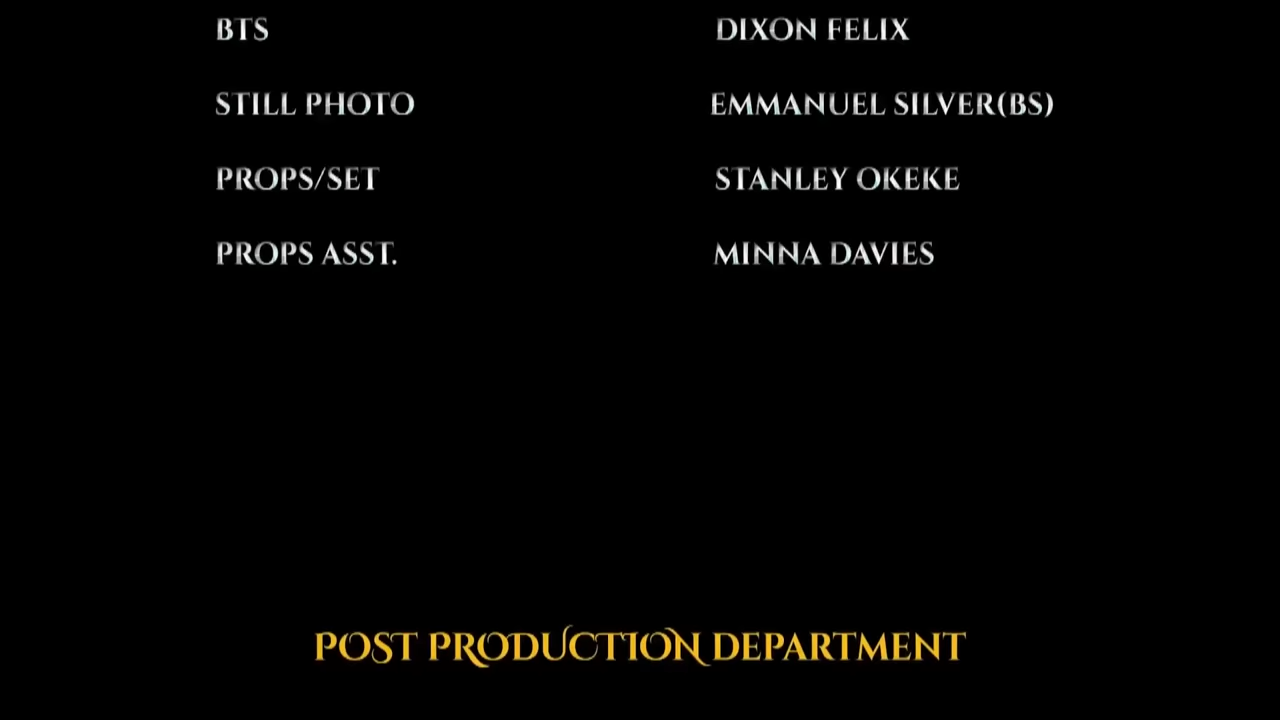 BTS DIXON FELIX
STILL PHOTO EMMANUEL SILVER(BS)
PROPS/SET STANLEY OKEKE
PROPS ASST. MINNA DAVIES
POST PRODUCTION DEPARTMENT